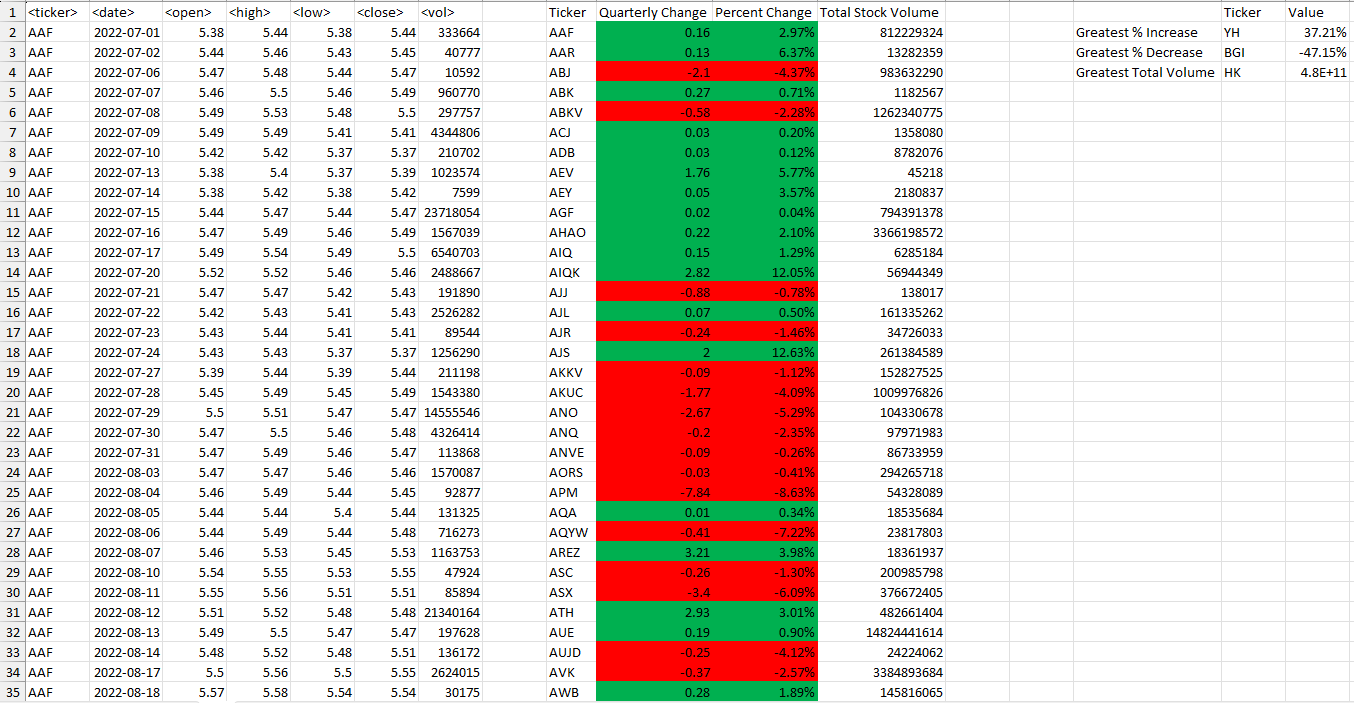 1 <ticker> <date> <open> <high> <low> <close> <vol> Ticker Quarterly Change Percent Change Total Stock Volume Ticker Value
2 AAF 2022-07-01 5.38 5.44 5.38 5.44 333664 AAF 0.16 2.97% 812229324 Greatest % Increase YH 37.21%
3 AAF 2022-07-02 5.44 5.46 5.43 5.45 40777 AAR 0.13 6.37% 13282359 Greatest % Decrease BGI -47.15%
4 AAF 2022-07-06 5.47 5.48 5.44 5.47 10592 ABJ -2.1 -4.37% 983632290 Greatest Total Volume HK 4.8E+11
5 AAF 2022-07-07 5.46 5.5 5.46 5.49 960770 ABK 0.27 0.71% 1182567
6 AAF 2022-07-08 5.49 5.53 5.48 5.5 297757 ABKV -0.58 -2.28% 1262340775
7 AAF 2022-07-09 5.49 5.49 5.41 5.41 4344806 ACJ 0.03 0.20% 1358080
8 AAF 2022-07-10 5.42 5.42 5.37 5.37 210702 ADB 0.03 0.12% 8782076
9 AAF 2022-07-13 5.38 5.4 5.37 5.39 1023574 AEV 1.76 5.77% 45218
10 AAF 2022-07-14 5.38 5.42 5.38 5.42 7599 AEY 0.05 3.57% 2180837
11 AAF 2022-07-15 5.44 5.47 5.44 5.47 23718054 AGF 0.02 0.04% 794391378
12 AAF 2022-07-16 5.47 5.49 5.46 5.49 1567039 AHAO 0.22 2.10% 3366198572
13 AAF 2022-07-17 5.49 5.54 5.49 5.5 6540703 AIQ 0.15 1.29% 6285184
14 AAF 2022-07-20 5.52 5.52 5.46 5.46 2488667 AIQK 2.82 12.05% 56944349
15 AAF 2022-07-21 5.47 5.47 5.42 5.43 191890 AJJ -0.88 -0.78% 138017
16 AAF 2022-07-22 5.42 5.43 5.41 5.43 2526282 AJL 0.07 0.50% 161335262
17 AAF 2022-07-23 5.43 5.44 5.41 5.41 89544 AJR -0.24 -1.46% 34726033
18 AAF 2022-07-24 5.43 5.43 5.37 5.37 1256290 AJS 2 12.63% 261384589
19 AAF 2022-07-27 5.39 5.44 5.39 5.44 211198 AKKV -0.09 -1.12% 152827525
20 AAF 2022-07-28 5.45 5.49 5.45 5.49 1543380 AKUC -1.77 -4.09% 1009976826
21 AAF 2022-07-29 5.5 5.51 5.47 5.47 14555546 ANO -2.67 -5.29% 104330678
22 AAF 2022-07-30 5.47 5.5 5.46 5.48 4326414 ANQ -0.2 -2.35% 97971983
23 AAF 2022-07-31 5.47 5.49 5.46 5.47 113868 ANVE -0.09 -0.26% 86733959
24 AAF 2022-08-03 5.47 5.47 5.46 5.46 1570087 AORS -0.03 -0.41% 294265718
25 AAF 2022-08-04 5.46 5.49 5.44 5.45 92877 APM -7.84 -8.63% 54328089
26 AAF 2022-08-05 5.44 5.44 5.4 5.44 131325 AQA 0.01 0.34% 18535684
27 AAF 2022-08-06 5.44 5.49 5.44 5.48 716273 AQYW -0.41 -7.22% 23817803
28 AAF 2022-08-07 5.46 5.53 5.45 5.53 1163753 AREZ 3.21 3.98% 18361937
29 AAF 2022-08-10 5.54 5.55 5.53 5.55 47924 ASC -0.26 -1.30% 200985798
30 AAF 2022-08-11 5.55 5.56 5.51 5.51 85894 ASX -3.4 -6.09% 376672405
31 AAF 2022-08-12 5.51 5.52 5.48 5.48 21340164 ATH 2.93 3.01% 482661404
32 AAF 2022-08-13 5.49 5.5 5.47 5.47 197628 AUE 0.19 0.90% 14824441614
33 AAF 2022-08-14 5.48 5.52 5.48 5.51 136172 AUJD -0.25 -4.12% 24224062
34 AAF 2022-08-17 5.5 5.56 5.5 5.55 2624015 AVK -0.37 -2.57% 3384893684
35 AAF 2022-08-18 5.57 5.58 5.54 5.54 30175 AWB 0.28 1.89% 145816065